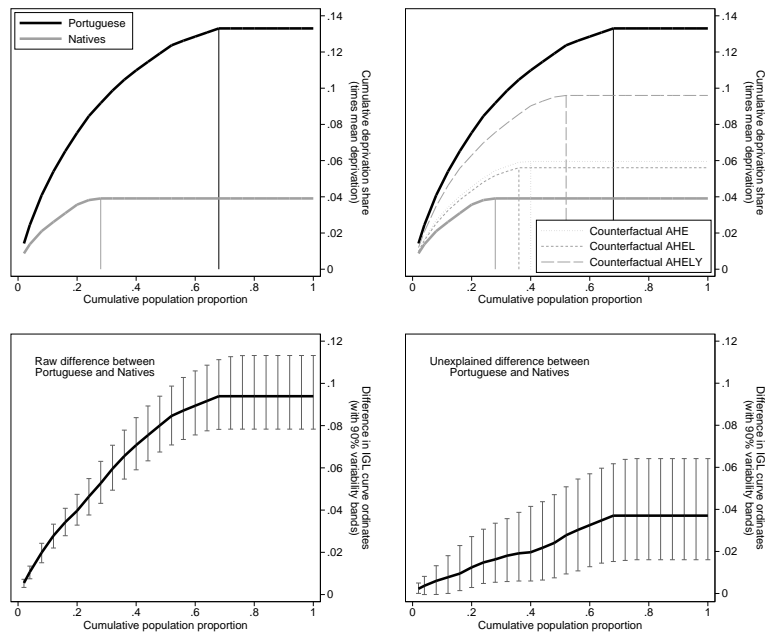 Portuguese
Natives
0
.02
.04
.06
.08
.1
.12
.14
Cumulative deprivation share
(times mean deprivation)
0
.2
.4
.6
.8
1
Cumulative population proportion
Counterfactual AHE
Counterfactual AHEL
Counterfactual AHELY
0
.02
.04
.06
.08
.1
.12
.14
Cumulative deprivation share
(times mean deprivation)
0
.2
.4
.6
.8
1
Cumulative population proportion
Raw difference between
Portuguese and Natives
0
.02
.04
.06
.08
.1
.12
Difference in IGL curve ordinates
(with 90% variability bands)
0
.2
.4
.6
.8
1
Cumulative population proportion
Unexplained difference between
Portuguese and Natives
0
.02
.04
.06
.08
.1
.12
Difference in IGL curve ordinates
(with 90% variability bands)
0
.2
.4
.6
.8
1
Cumulative population proportion